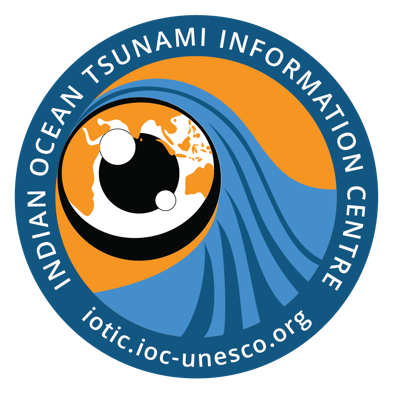 INDIAN OCEAN TSUNAMI INFORMATION CENTRE
iotic.ioc-unesco.org